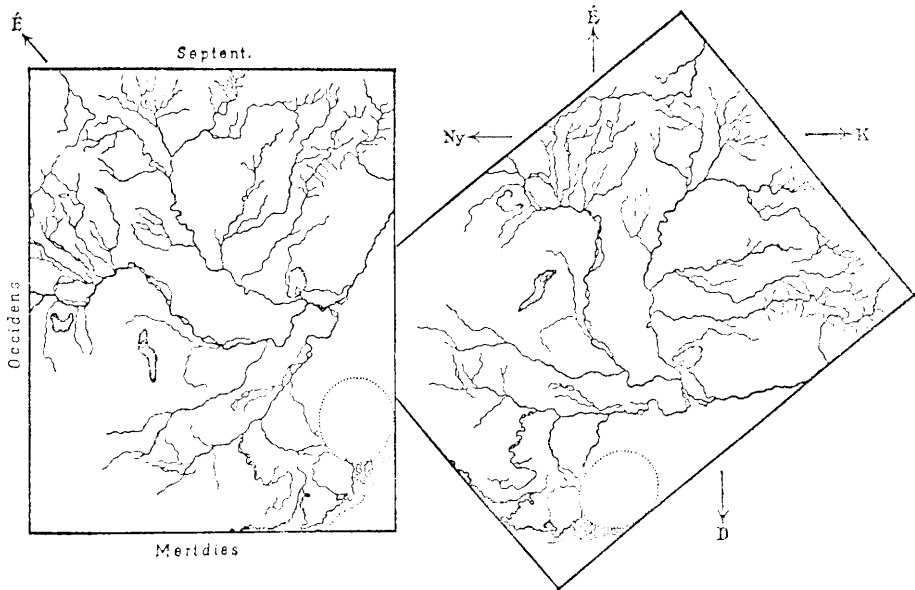 É
Septent.
Occidens
Meridies
É
Ny
K
D